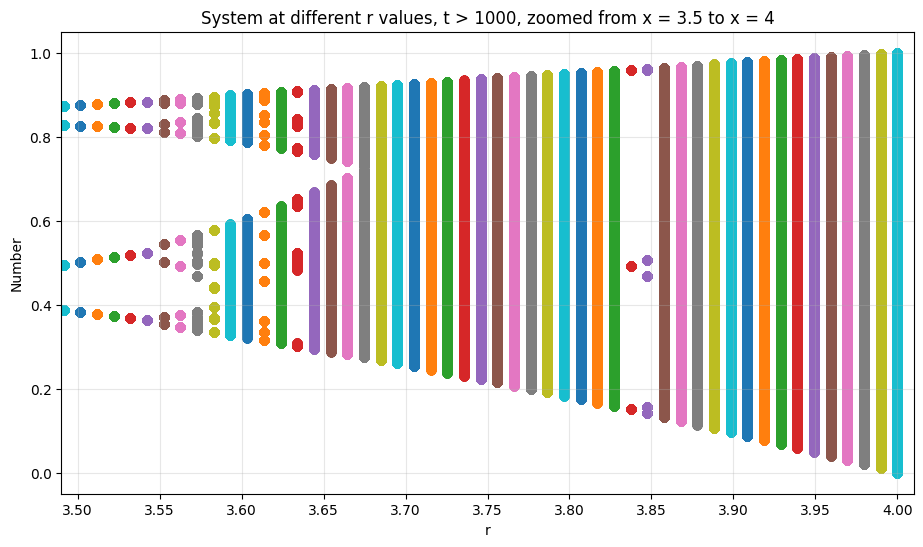 System at different r values, t > 1000, zoomed from x = 3.5 to x = 4
1.0
0.8
0.6
0.4
0.2
0.0
Number
3.50 3.55 3.60 3.65 3.70 3.75 3.80 3.85 3.90 3.95 4.00
r